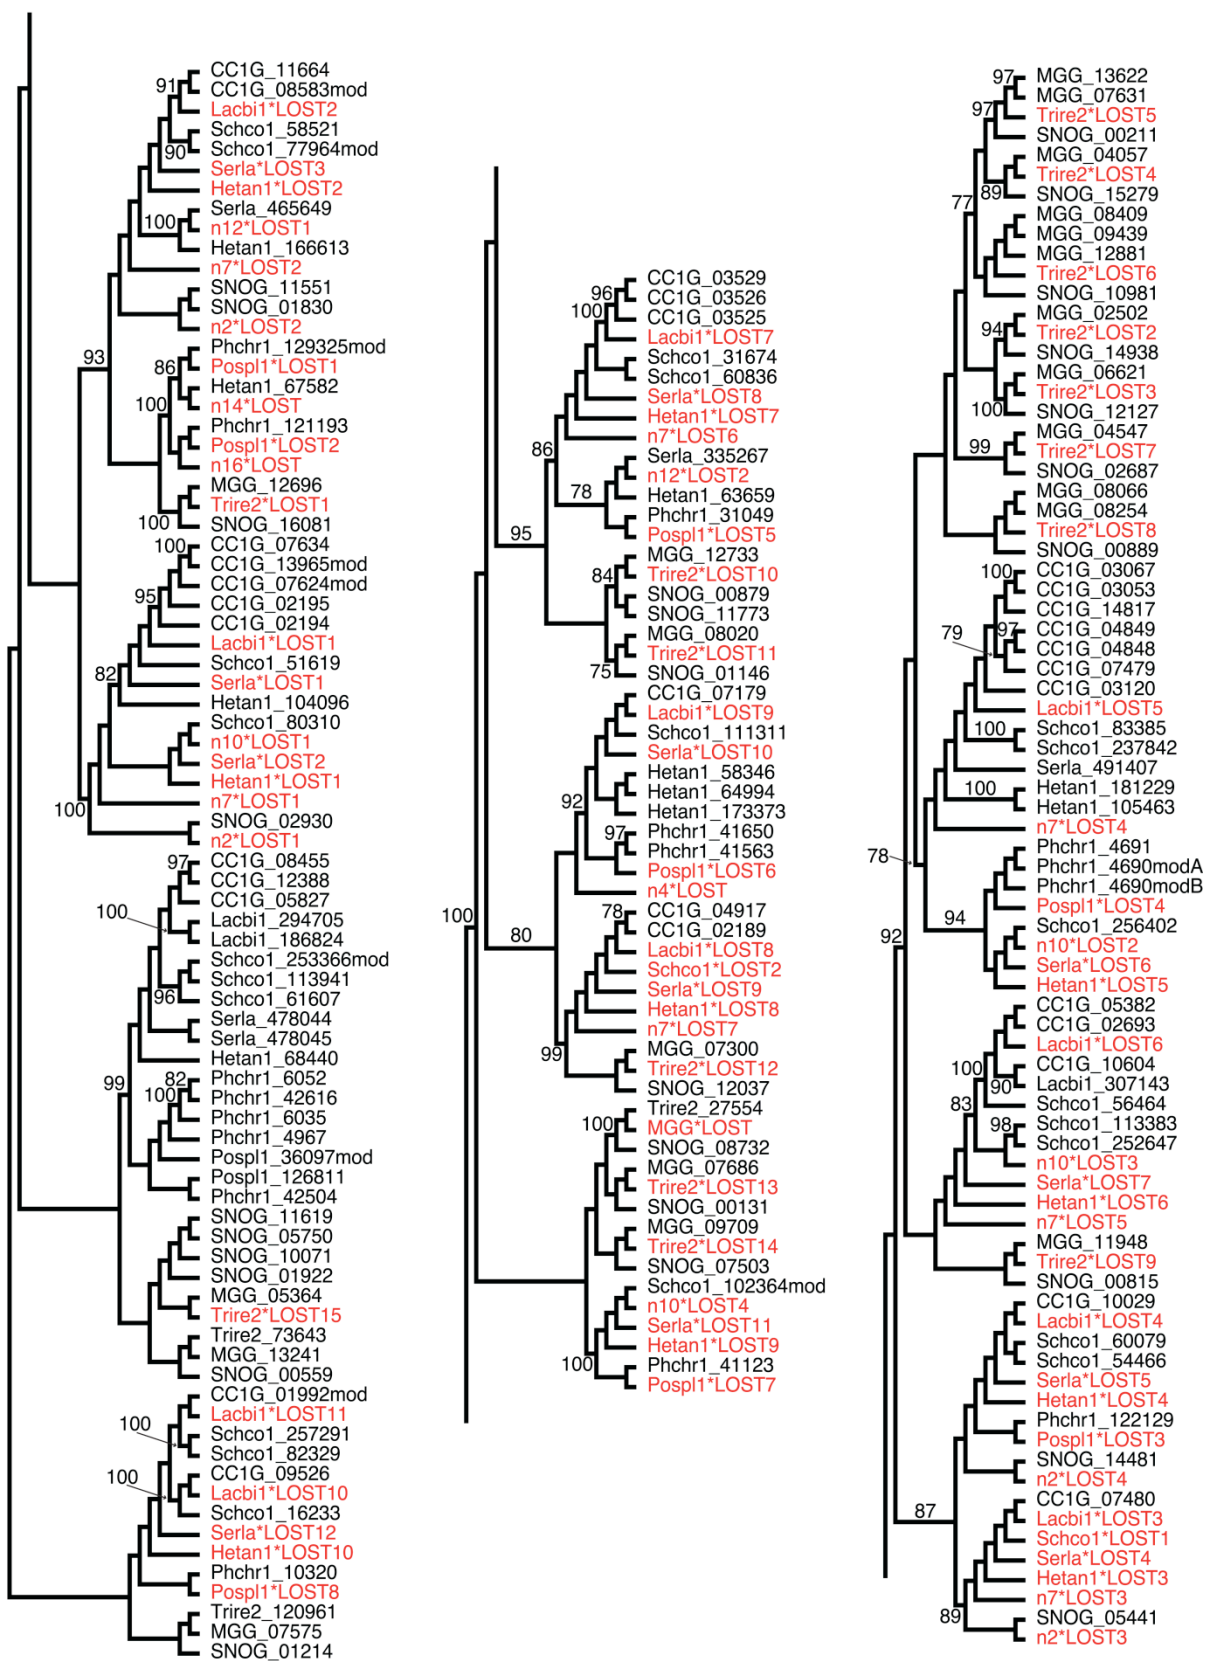 CC1G_11664
91
CC1G_08583mod
Lacbi1*LOST2
Schco1_58521
90
Schco1_77964mod
Serla*LOST3
Hetan1*LOST2
Serla_465649
100
n12*LOST1
Hetan1_166613
n7*LOST2
SNOG_11551
SNOG_01830
n2*LOST2
93
Phchr1_129325mod
86
Pospl1*LOST1
Hetan1_67582
100
n14*LOST
Phchr1_121193
Pospl1*LOST2
n16*LOST
MGG_12696
Trire2*LOST1
100
SNOG_16081
100
CC1G_07634
CC1G_13965mod
CC1G_07624mod
95
CC1G_02195
CC1G_02194
Lacbi1*LOST1
Schco1_51619
82
Serla*LOST1
Hetan1_104096
Schco1_80310
n10*LOST1
Serla*LOST2
Hetan1*LOST1
n7*LOST1
100
SNOG_02930
n2*LOST1
97
CC1G_08455
CC1G_12388
CC1G_05827
100
Lacbi1_294705
Lacbi1_186824
Schco1_253366mod
Schco1_113941
96
Schco1_61607
Serla_478044
Serla_478045
Hetan1_68440
99
82
Phchr1_6052
100
Phchr1_42616
Phchr1_6035
Phchr1_4967
Pospl1_36097mod
Pospl1_126811
Phchr1_42504
SNOG_11619
SNOG_05750
SNOG_10071
SNOG_01922
MGG_05364
Trire2*LOST15
Trire2_73643
MGG_13241
SNOG_00559
CC1G_01992mod
Lacbi1*LOST11
100
Schco1_257291
Schco1_82329
100
CC1G_09526
Lacbi1*LOST10
Schco1_16233
Serla*LOST12
Hetan1*LOST10
Phchr1_10320
Pospl1*LOST8
Trire2_120961
MGG_07575
SNOG_01214
CC1G_03529
96
CC1G_03526
100
CC1G_03525
Lacbi1*LOST7
Schco1_31674
Schco1_60836
Serla*LOST8
Hetan1*LOST7
n7*LOST6
86
Serla_335267
n12*LOST2
78
Hetan1_63659
Phchr1_31049
95
Pospl1*LOST5
MGG_12733
84
Trire2*LOST10
SNOG_00879
SNOG_11773
MGG_08020
Trire2*LOST11
75
SNOG_01146
CC1G_07179
Lacbi1*LOST9
Schco1_111311
Serla*LOST10
Hetan1_58346
Hetan1_64994
92
Hetan1_173373
97
Phchr1_41650
Phchr1_41563
Pospl1*LOST6
n4*LOST
100
78
CC1G_04917
80
CC1G_02189
Lacbi1*LOST8
Schco1*LOST2
Serla*LOST9
Hetan1*LOST8
n7*LOST7
99
MGG_07300
Trire2*LOST12
SNOG_12037
Trire2_27554
100
MGG*LOST
SNOG_08732
MGG_07686
Trire2*LOST13
SNOG_00131
MGG_09709
Trire2*LOST14
SNOG_07503
Schco1_102364mod
n10*LOST4
Serla*LOST11
Hetan1*LOST9
100
Phchr1_41123
Pospl1*LOST7
97
MGG_13622
MGG_07631
97
Trire2*LOST5
SNOG_00211
MGG_04057
Trire2*LOST4
89
SNOG_15279
77
MGG_08409
MGG_09439
MGG_12881
Trire2*LOST6
SNOG_10981
MGG_02502
94
Trire2*LOST2
SNOG_14938
MGG_06621
Trire2*LOST3
100
SNOG_12127
MGG_04547
99
Trire2*LOST7
SNOG_02687
MGG_08066
MGG_08254
Trire2*LOST8
SNOG_00889
100
CC1G_03067
CC1G_03053
CC1G_14817
97
CC1G_04849
79
CC1G_04848
CC1G_07479
CC1G_03120
Lacbi1*LOST5
100
Schco1_83385
Schco1_237842
Serla_491407
100
Hetan1_181229
Hetan1_105463
n7*LOST4
78
Phchr1_4691
Phchr1_4690modA
Phchr1_4690modB
Pospl1*LOST4
94
Schco1_256402
92
n10*LOST2
Serla*LOST6
Hetan1*LOST5
CC1G_05382
CC1G_02693
Lacbi1*LOST6
100
CC1G_10604
90
Lacbi1_307143
83
Schco1_56464
98
Schco1_113383
Schco1_252647
n10*LOST3
Serla*LOST7
Hetan1*LOST6
n7*LOST5
MGG_11948
Trire2*LOST9
SNOG_00815
CC1G_10029
Lacbi1*LOST4
Schco1_60079
Schco1_54466
Serla*LOST5
Hetan1*LOST4
Phchr1_122129
Pospl1*LOST3
SNOG_14481
n2*LOST4
87
CC1G_07480
Lacbi1*LOST3
Schco1*LOST1
Serla*LOST4
Hetan1*LOST3
n7*LOST3
89
SNOG_05441
n2*LOST3